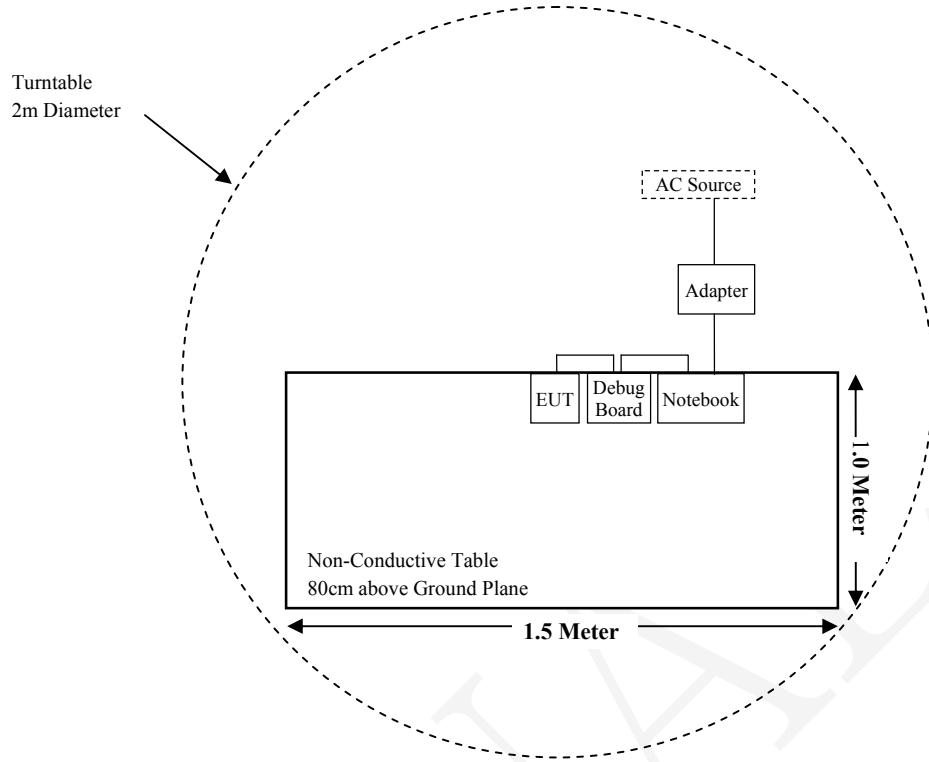 Turntable
2m Diameter
AC Source
Adapter
EUT
Debug
Board
Notebook
1.0 Meter
Non-Conductive Table
80cm above Ground Plane
1.5 Meter